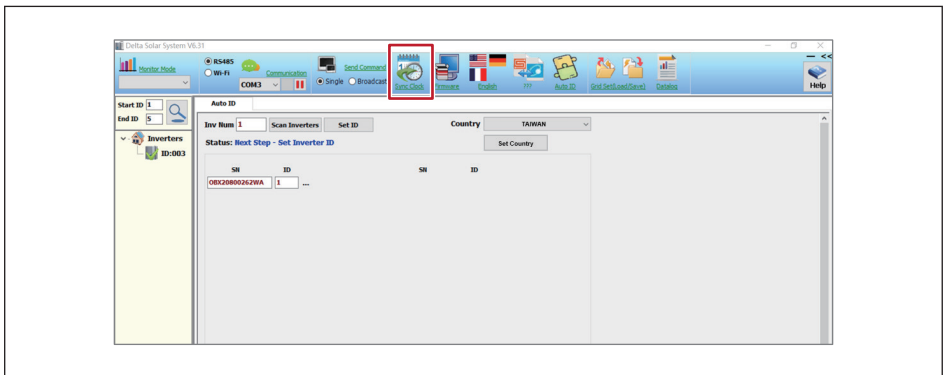 Delta Solar System V6.31
Monitor Mode
RS485
Wi-Fi
COM3
Communication
Send Command
Single Broadcast
Sync Clock
Firmware
English
???
Auto ID
Grid Set(Load/Save)
Datalog
<<
Help
Start ID 1
End ID 5
Inverters
ID:003
Auto ID
Inv Num 1 Scan Inverters Set ID Country TAIWAN
Status: Next Step - Set Inverter ID Set Country
SN ID SN ID
OBX20800262WA 1 ...